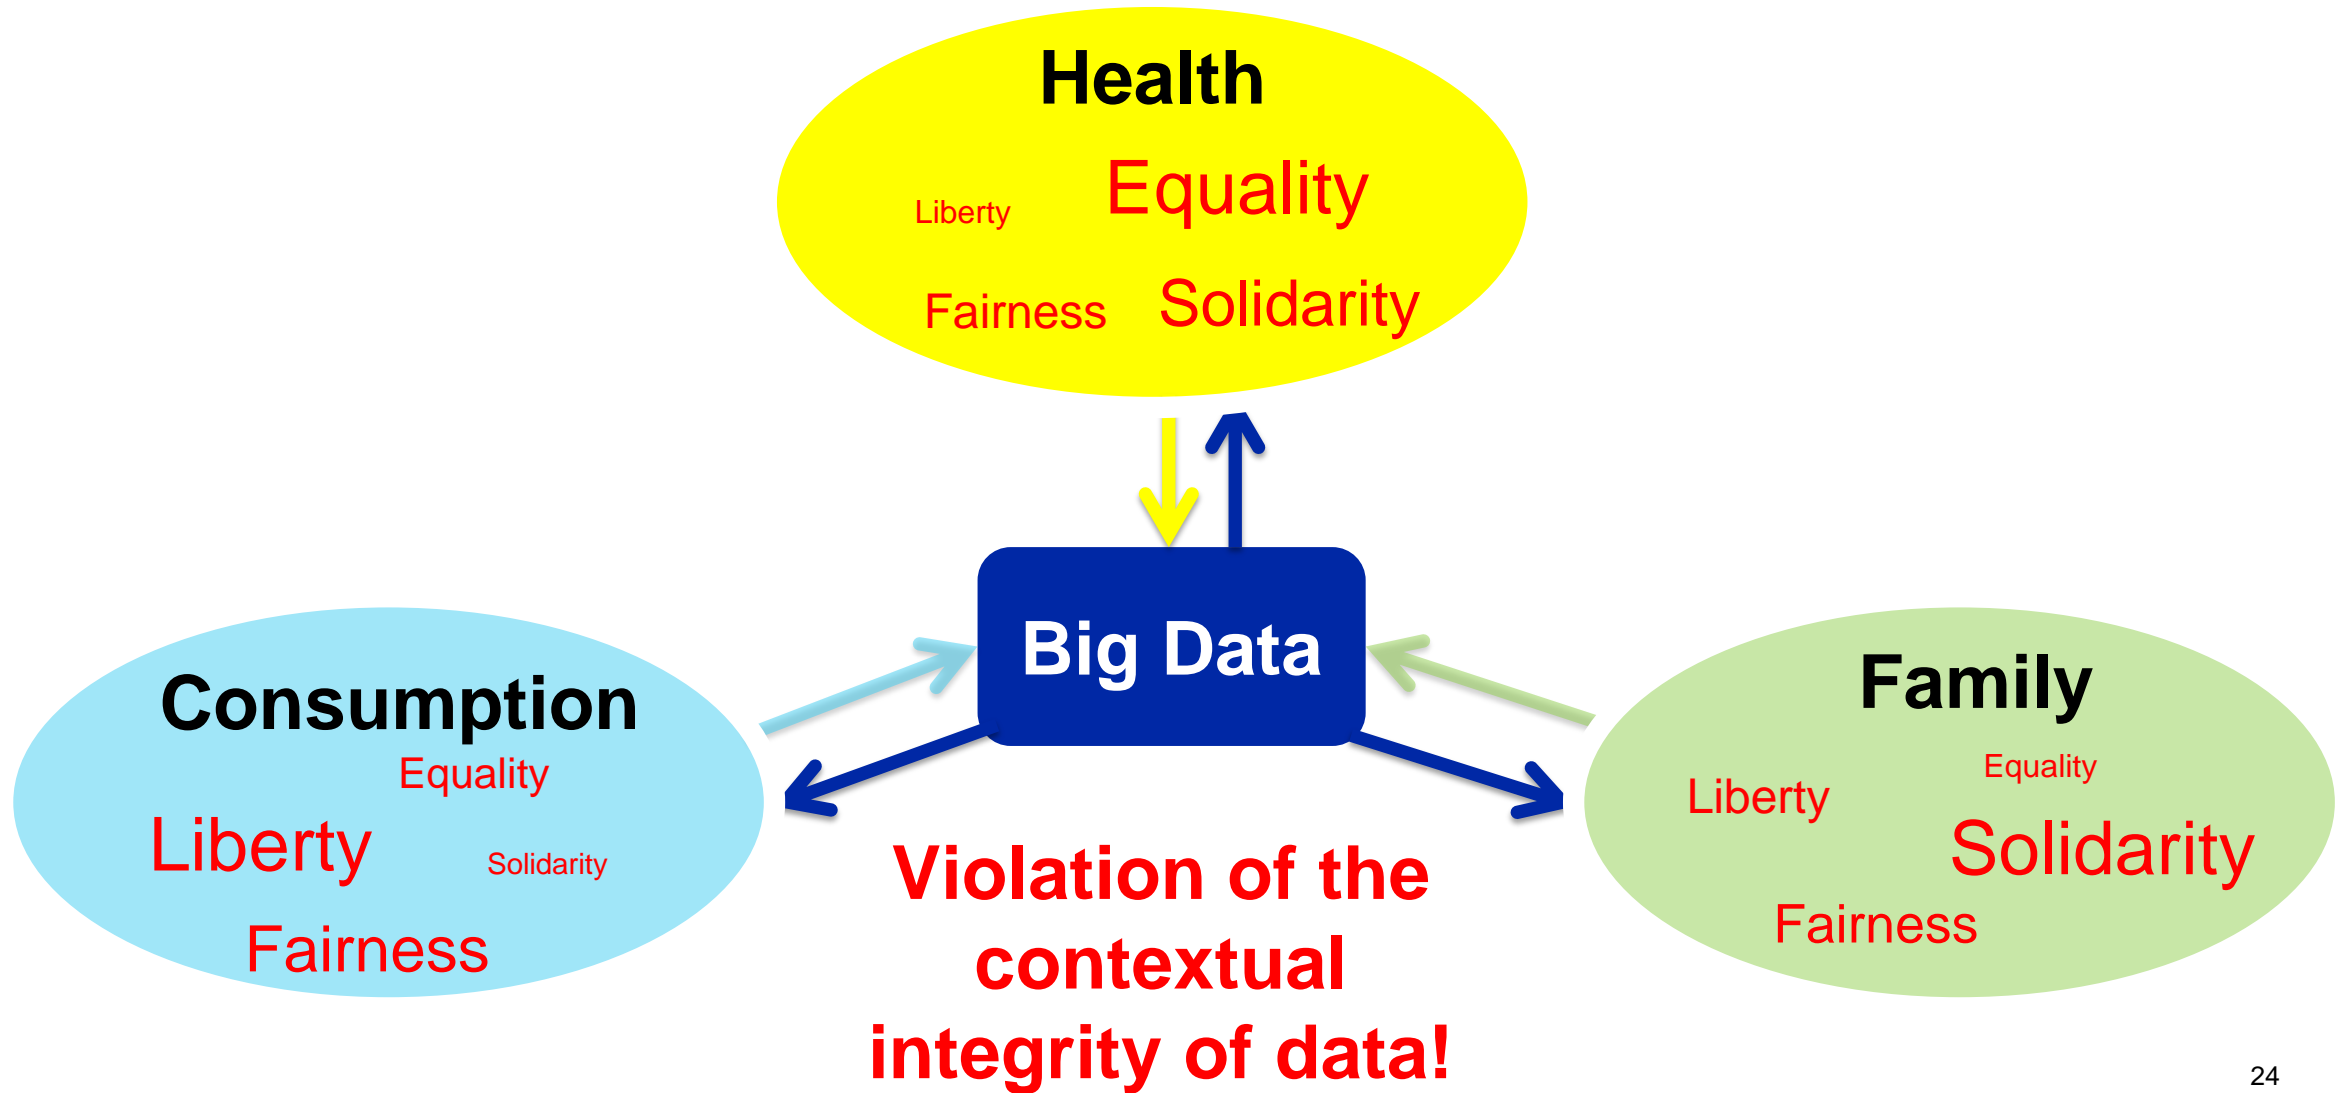 Health
Equality
Liberty
Fairness Solidarity
Big Data
Consumption
Equality
Liberty
Solidarity
Fairness
Family
Equality
Liberty
Solidarity
Fairness
Violation of the
contextual
integrity of data!
24